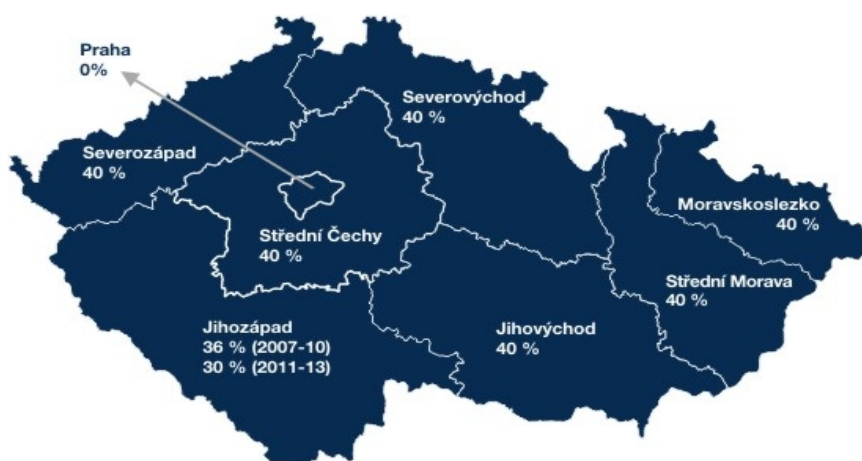 Praha
0%
Severovýchod
40 %
Severozápad
40 %
Moravskoslezko
40 %
Střední Čechy
40 %
Střední Morava
40 %
Jihozápad
36 % (2007-10)
30 % (2011-13)
Jihovýchod
40 %